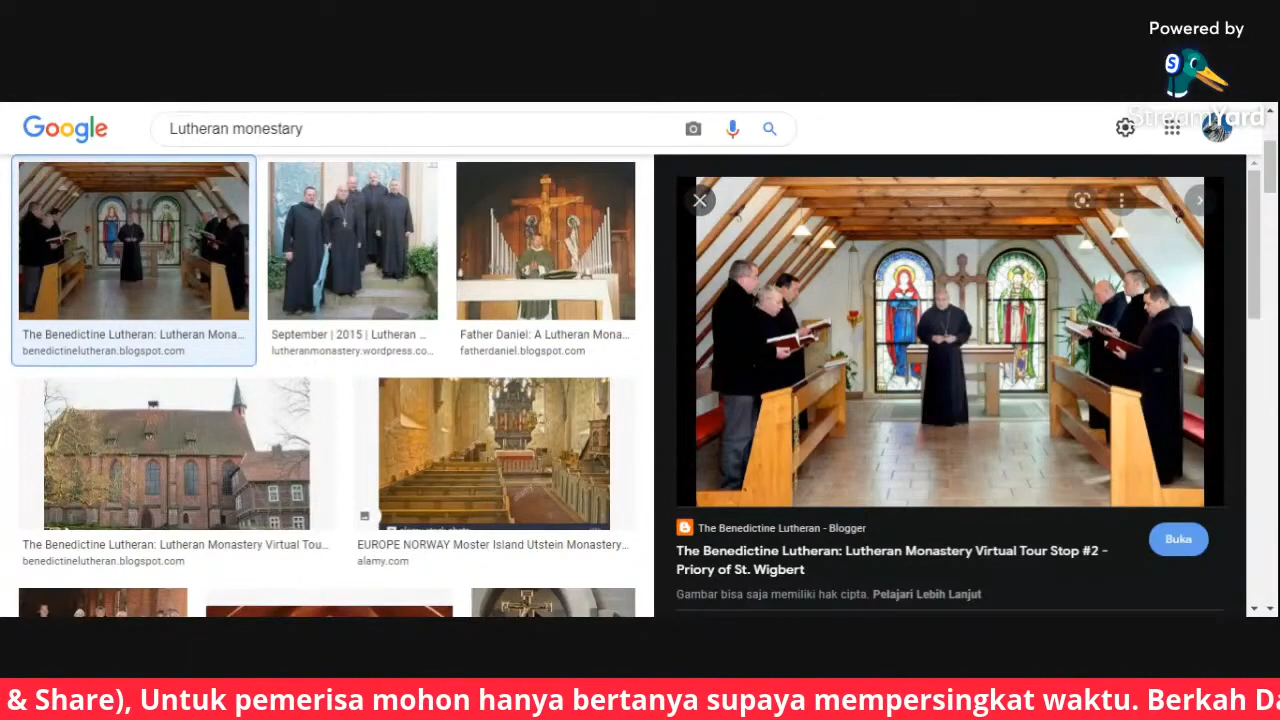 Powered by
S
StreamYard
Google
Lutheran monestary
The Benedictine Lutheran: Lutheran Mona...
benedictinelutheran.blogspot.com
September | 2015 | Lutheran ...
lutheranmonastery.wordpress.co...
Father Daniel: A Lutheran Mona...
fatherdaniel.blogspot.com
The Benedictine Lutheran: Lutheran Monastery Virtual Tou...
benedictinelutheran.blogspot.com
EUROPE NORWAY Moster Island Utstein Monastery...
alamy.com
The Benedictine Lutheran - Blogger
The Benedictine Lutheran: Lutheran Monastery Virtual Tour Stop #2 -
Priory of St. Wigbert
Buka
Gambar bisa saja memiliki hak cipta. Pelajari Lebih Lanjut
& Share), Untuk pemerisa mohon hanya bertanya supaya mempersingkat waktu. Berkah Da